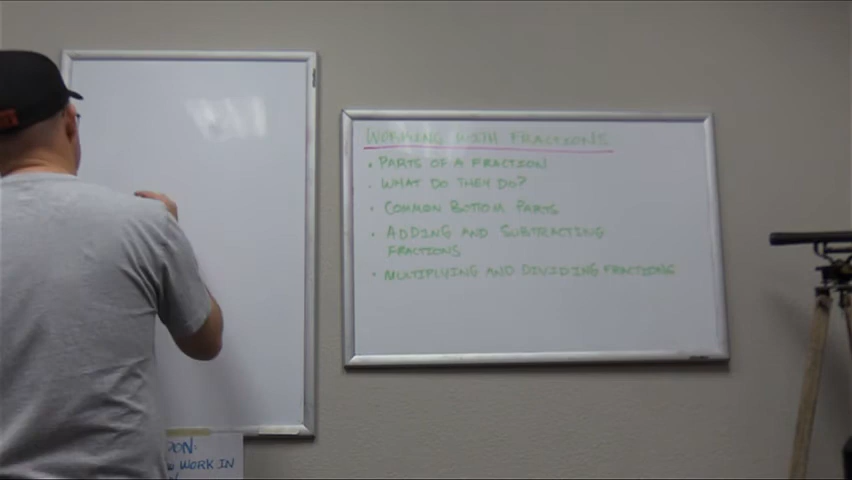 WORKING WITH FRACTIONS
• PARTS OF A FRACTION
• WHAT DO THEY DO?
• COMMON BOTTOM PARTS
• ADDING AND SUBTRACTING
FRACTIONS
• MULTIPLYING AND DIVIDING FRACTIONS
WORK IN